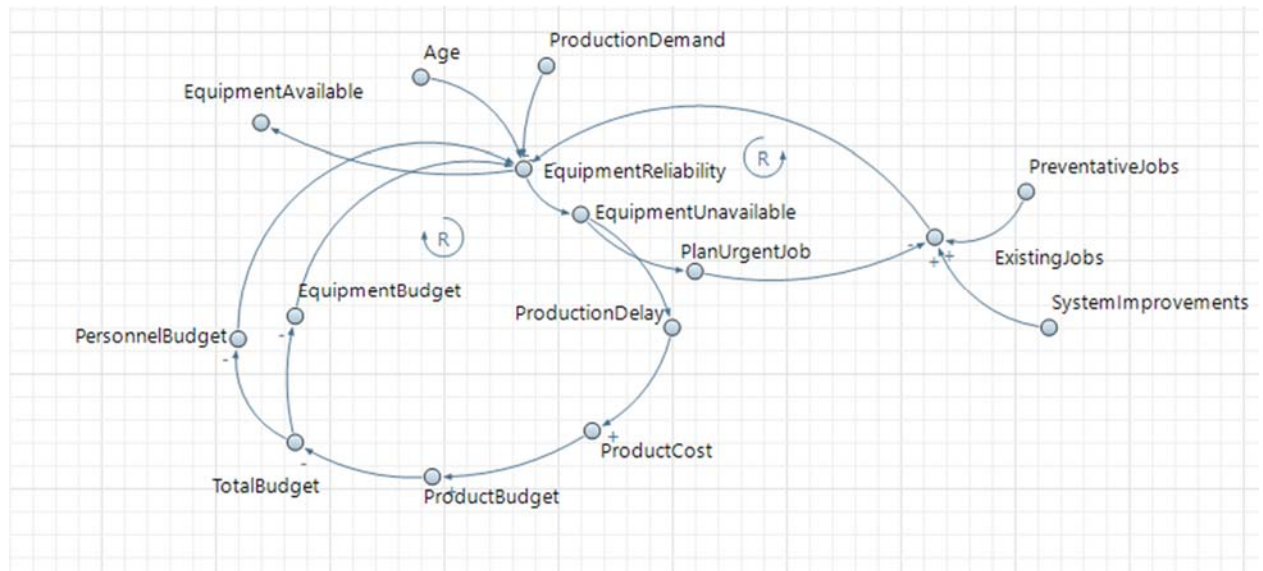 ProductionDemand
Age
EquipmentAvailable
-
EquipmentReliability
R
PreventativeJobs
EquipmentUnavailable
R
-
+
+
PlanUrgentJob
ExistingJobs
EquipmentBudget
SystemImprovements
ProductionDelay
PersonnelBudget
-
-
+
ProductCost
-
TotalBudget
+
ProductBudget